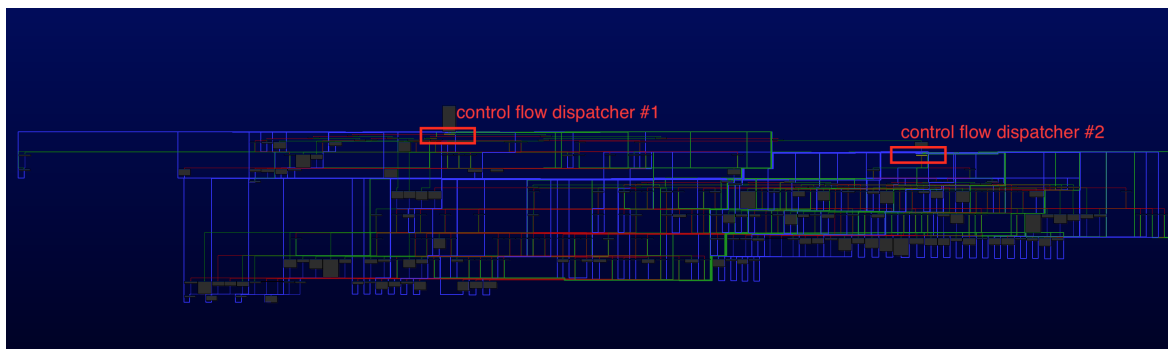 control flow dispatcher #1
control flow dispatcher #2